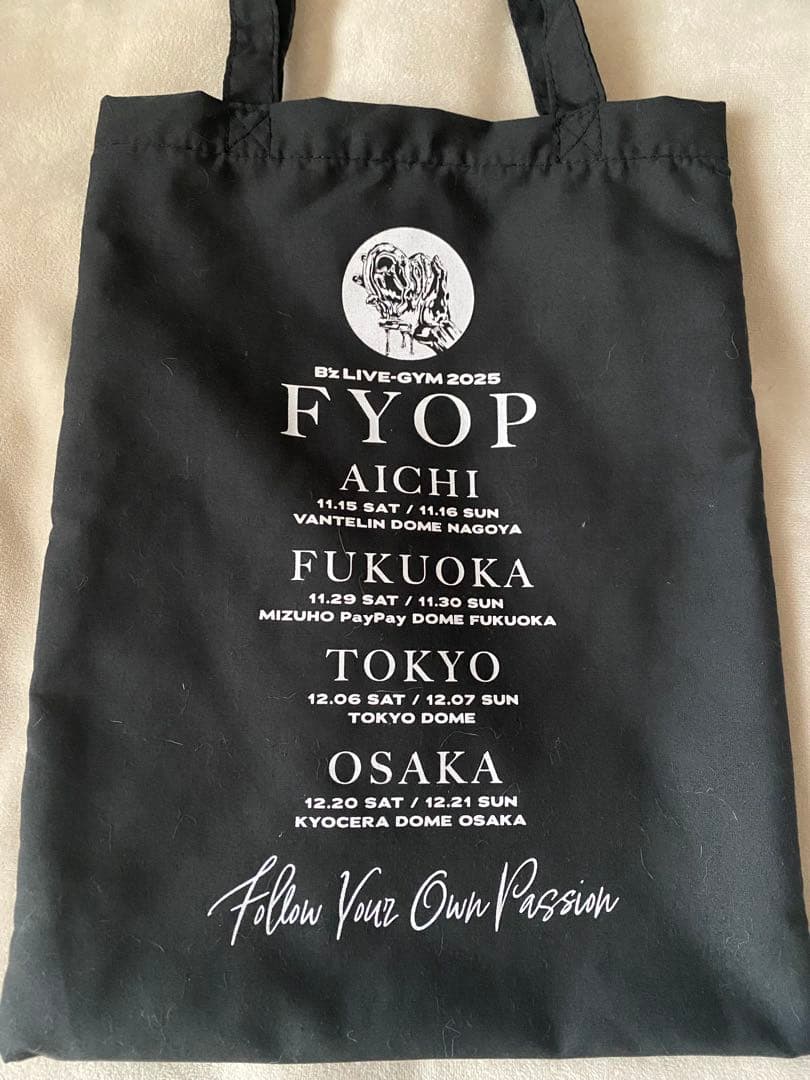 B'z LIVE-GYM 2025
FYOP
AICHI
11.15 SAT / 11.16 SUN
VANTELIN DOME NAGOYA
FUKUOKA
11.29 SAT / 11.30 SUN
MIZUHO PayPay DOME FUKUOKA
TOKYO
12.06 SAT / 12.07 SUN
TOKYO DOME
OSAKA
12.20 SAT / 12.21 SUN
KYOCERA DOME OSAKA
Follow Your Own Passion